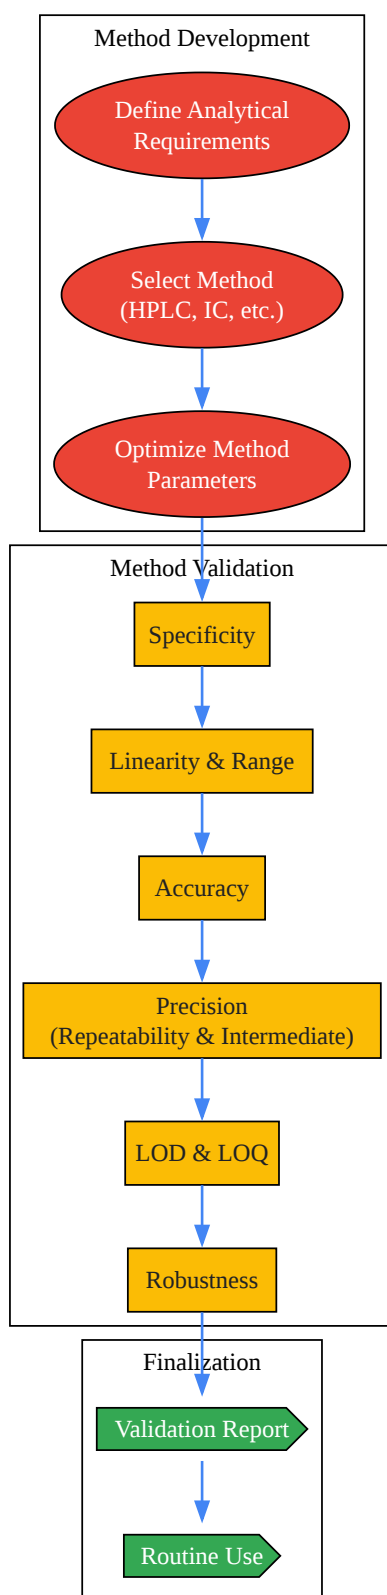 Method Development
Define Analytical
Requirements
Select Method
(HPLC, IC, etc.)
Optimize Method
Parameters
Method Validation
Specificity
Linearity & Range
Accuracy
Precision
(Repeatability & Intermediate)
LOD & LOQ
Robustness
Finalization
Validation Report
Routine Use